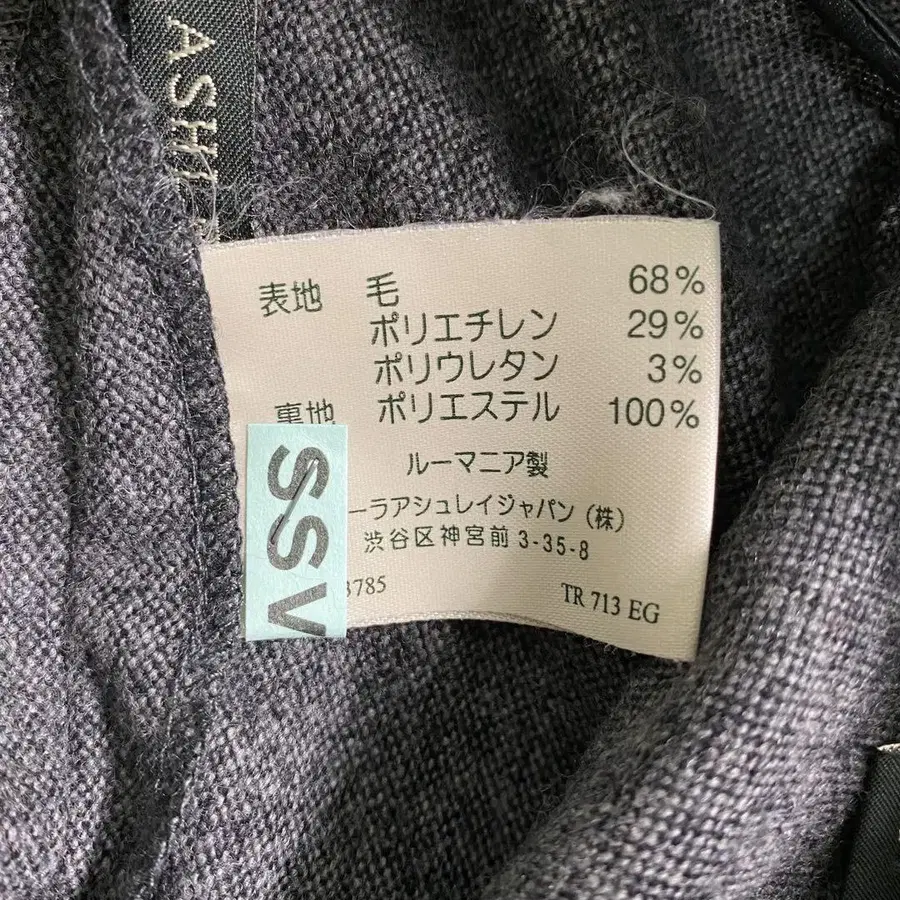 ASH
表地 毛 68%
ポリエチレン 29%
ポリウレタン 3%
裏地 ポリエステル 100%
ルーマニア製
ーラアシュレイジャパン(株)
渋谷区神宮前3-35-8
3785 TR 713 EG
SSV